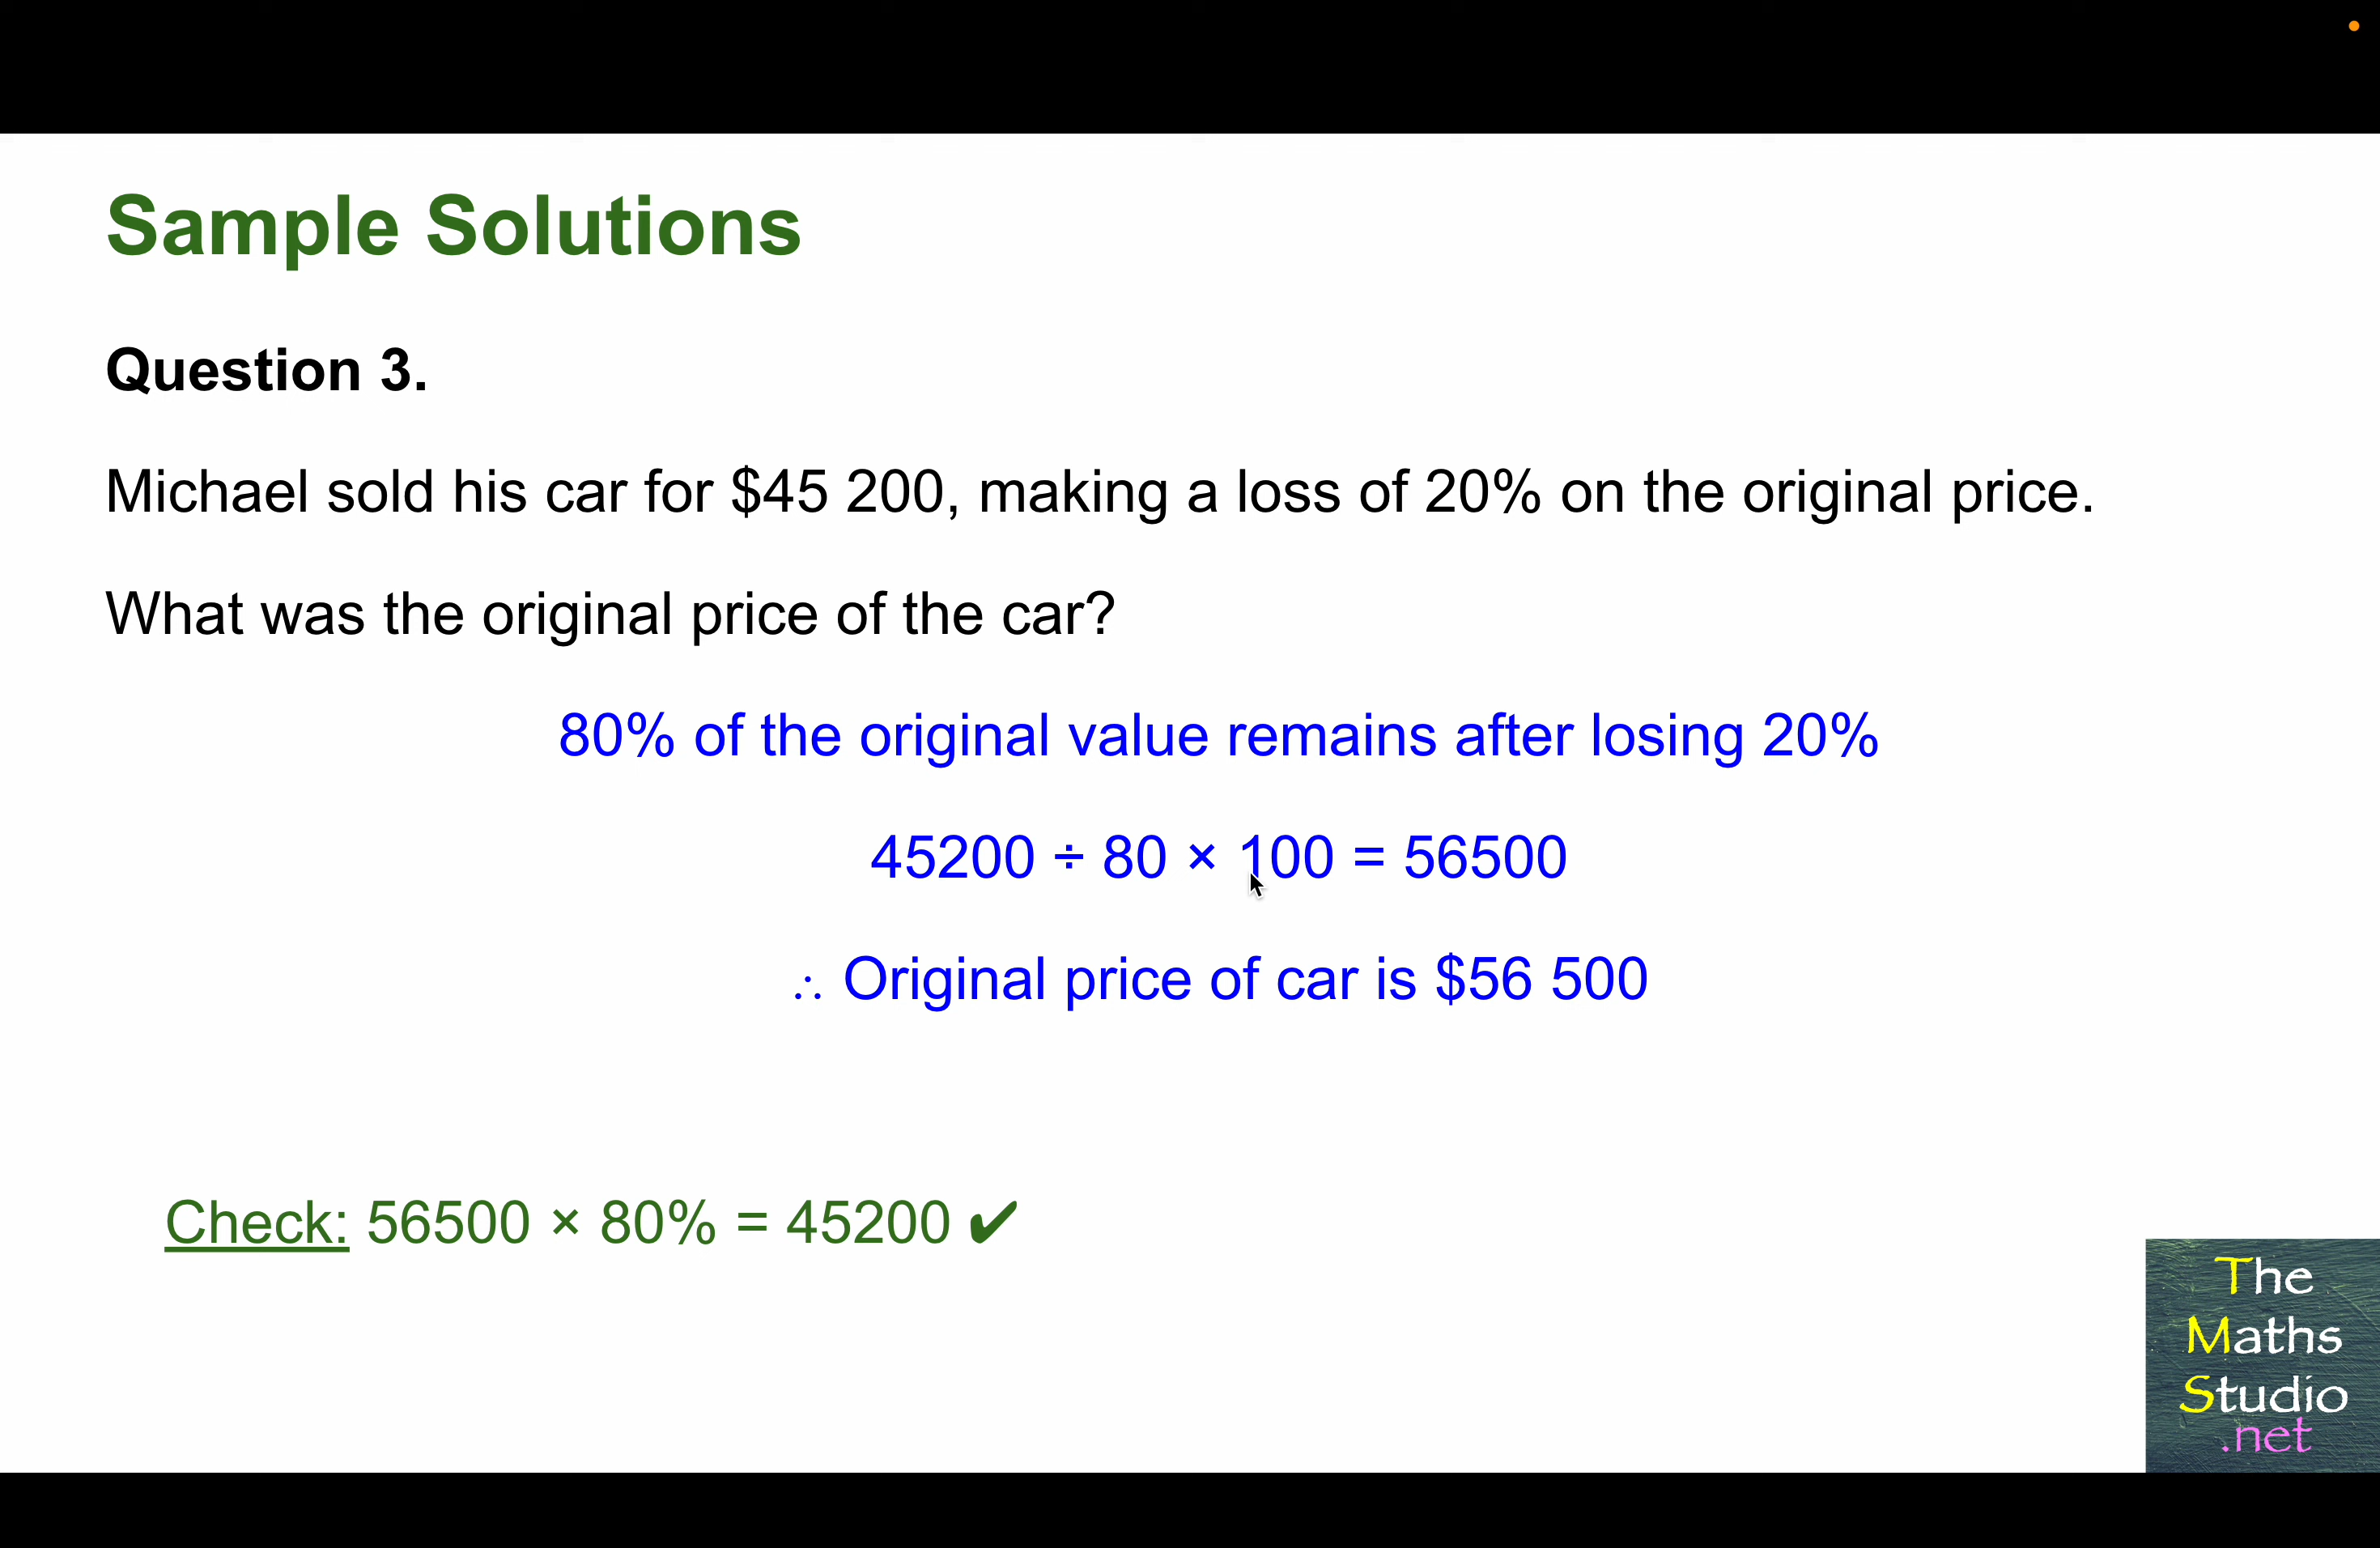 Sample Solutions
Question 3.
Michael sold his car for $45 200, making a loss of 20% on the original price.
What was the original price of the car?
80% of the original value remains after losing 20%
45200 ÷ 80 × 100 = 56500
∴ Original price of car is $56 500
Check: 56500 × 80% = 45200 ✔
The
Maths
Studio
.net